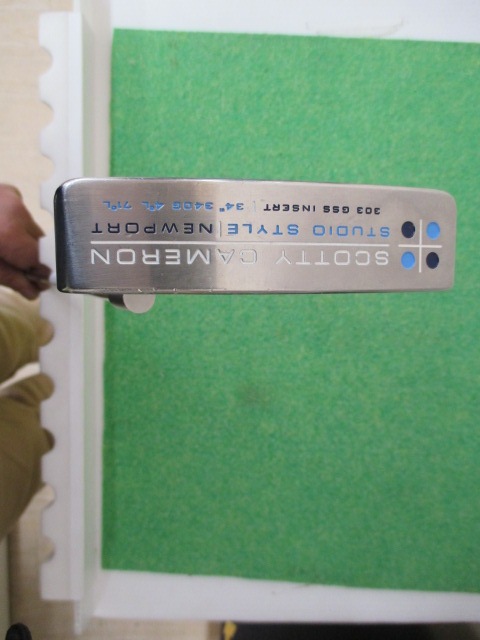 SCOTTY CAMERON
STUDIO STYLE | NEWPORT
303 GSS INSERT | 34" 340G 4°L 71°L